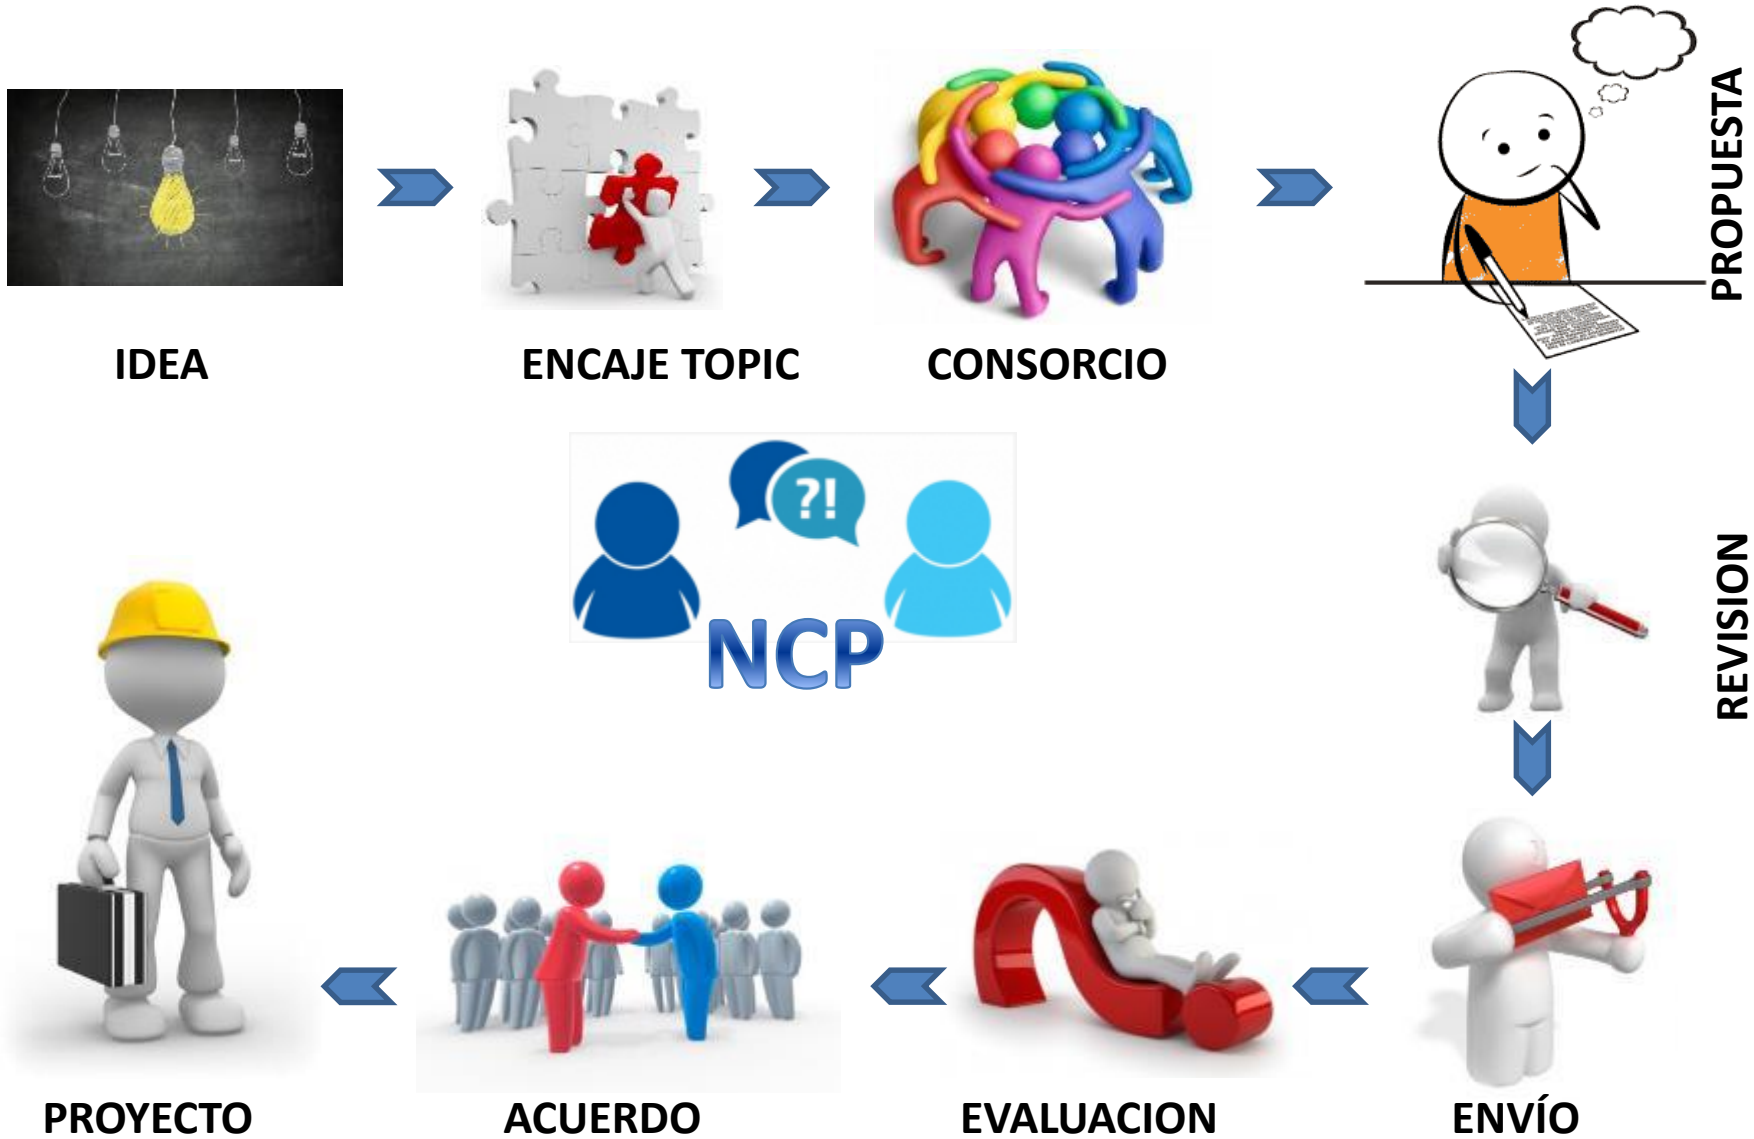 IDEA
ENCAJE TOPIC
CONSORCIO
PROPUESTA
?!
NCP
REVISION
PROYECTO
ACUERDO
EVALUACION
ENVÍO